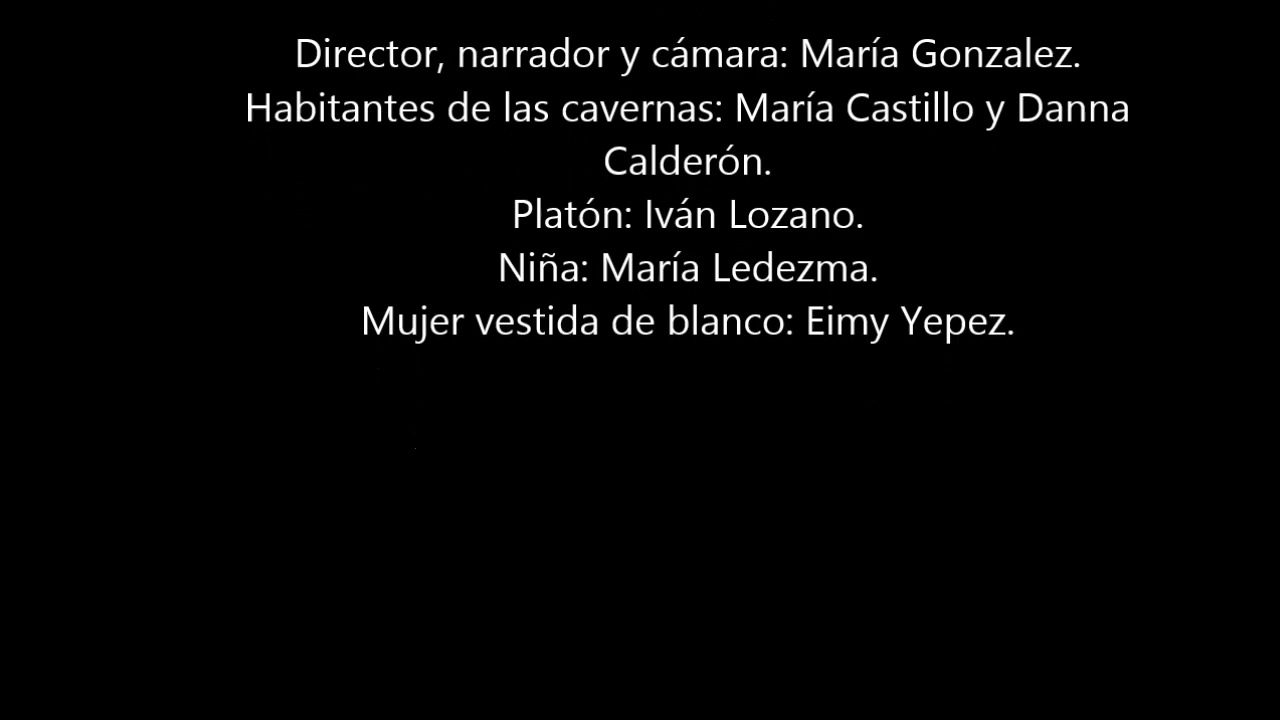 Director, narrador y cámara: María Gonzalez.
Habitantes de las cavernas: María Castillo y Danna
Calderón.
Platón: Iván Lozano.
Niña: María Ledezma.
Mujer vestida de blanco: Eimy Yepez.